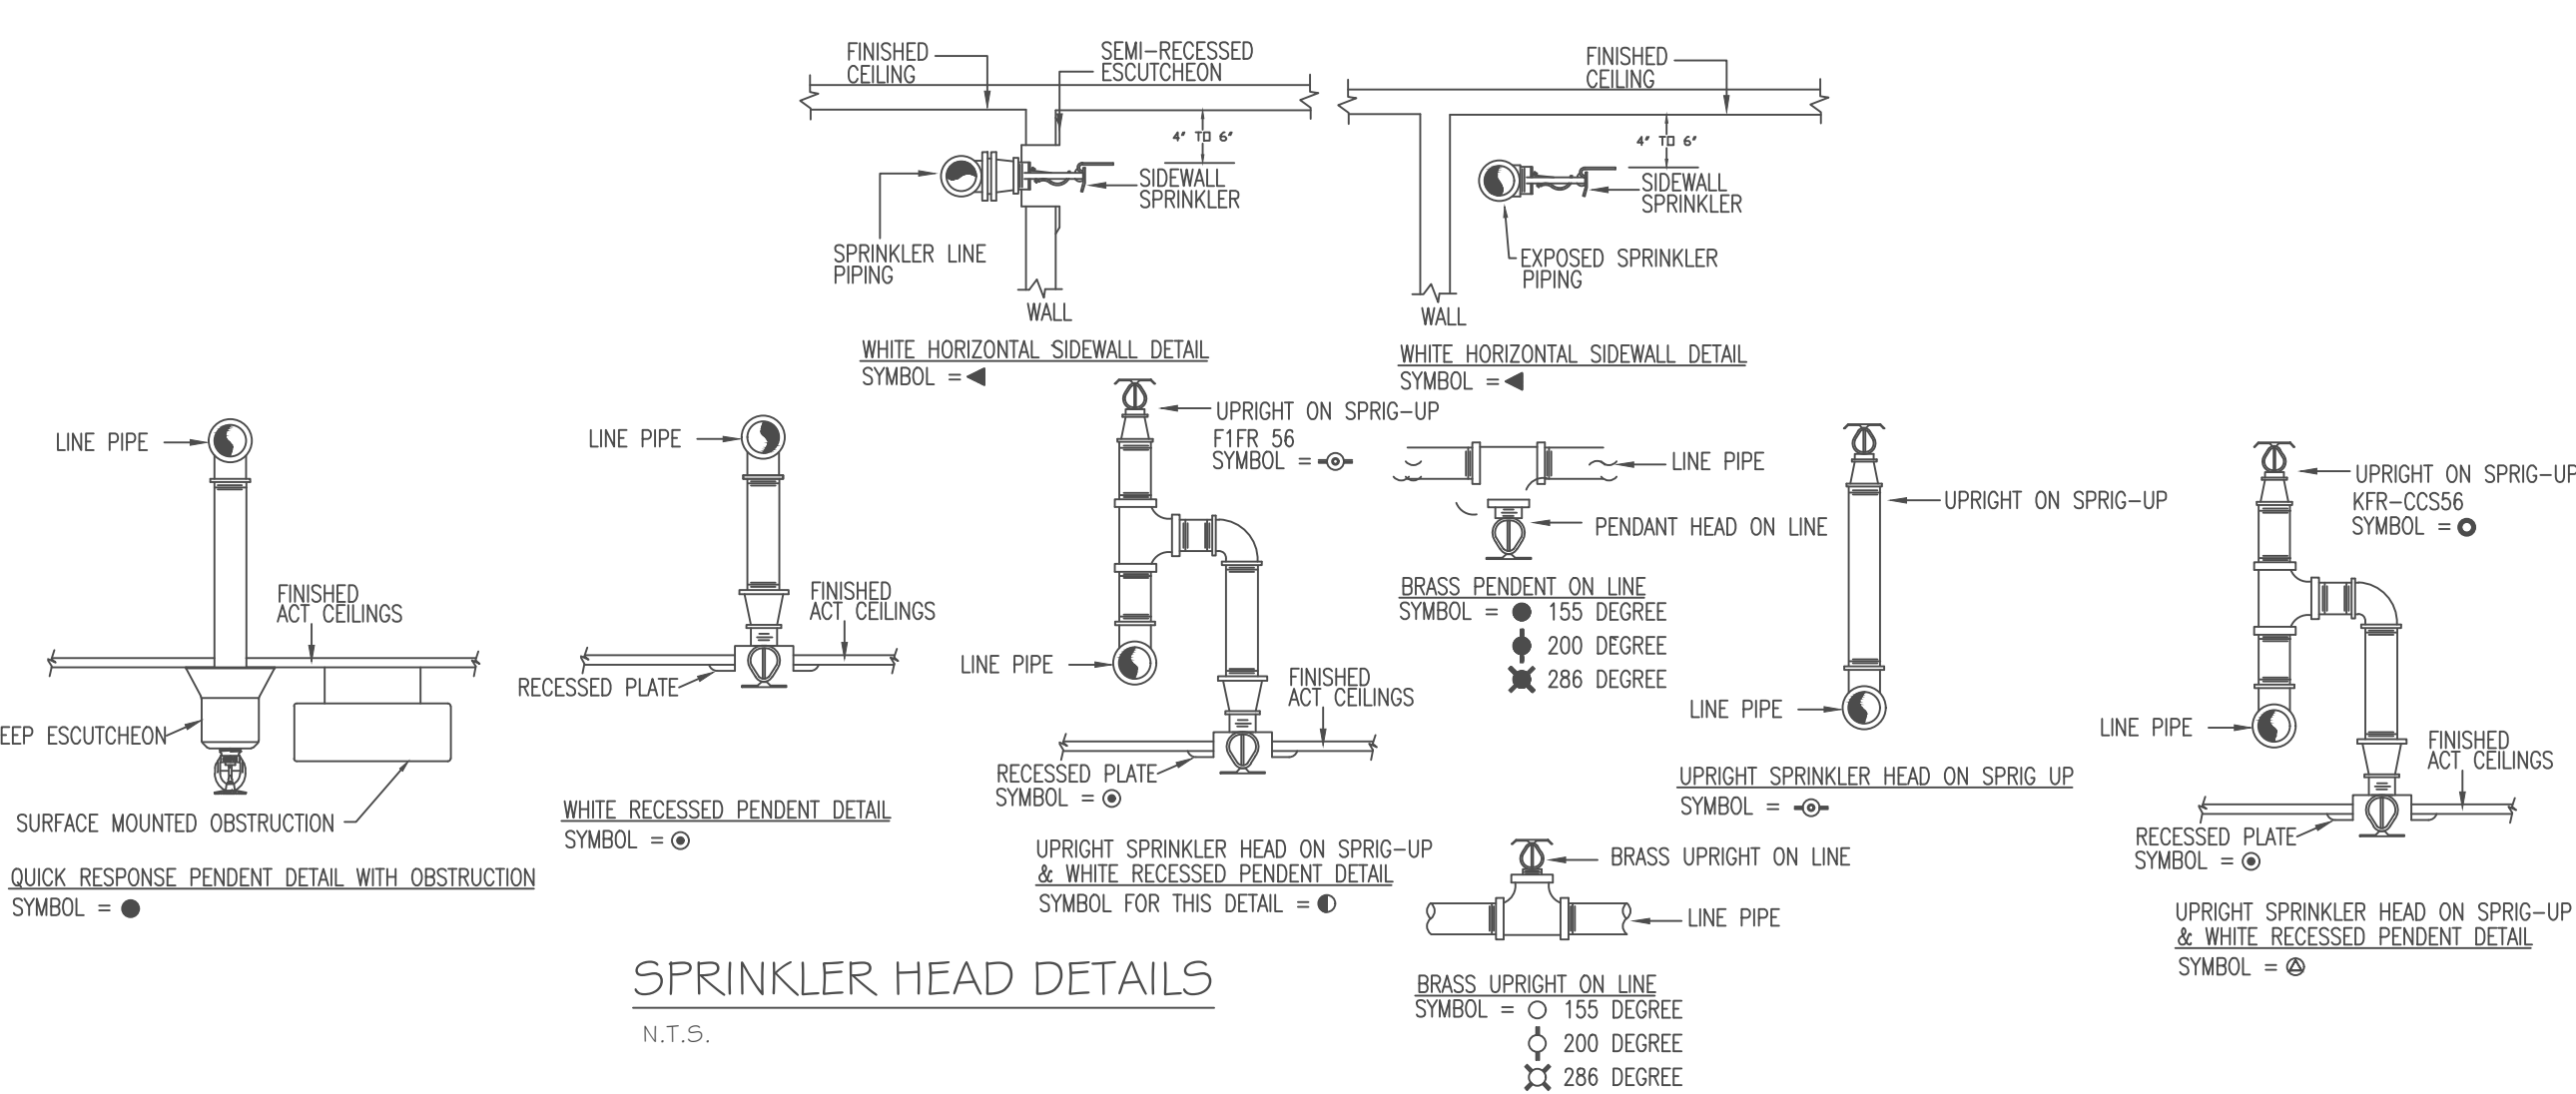 FINISHED
CEILING
SEMI-RECESSED
ESCUTCHEON
4" TO 6"
SIDEWALL
SPRINKLER
SPRINKLER LINE
PIPING
WALL
WHITE HORIZONTAL SIDEWALL DETAIL
SYMBOL =
FINISHED
CEILING
4" TO 6"
SIDEWALL
SPRINKLER
EXPOSED SPRINKLER
PIPING
WALL
WHITE HORIZONTAL SIDEWALL DETAIL
SYMBOL =
LINE PIPE
FINISHED
ACT CEILINGS
EEP ESCUTCHEON
SURFACE MOUNTED OBSTRUCTION
QUICK RESPONSE PENDENT DETAIL WITH OBSTRUCTION
SYMBOL =
LINE PIPE
FINISHED
ACT CEILINGS
RECESSED PLATE
WHITE RECESSED PENDENT DETAIL
SYMBOL =
UPRIGHT ON SPRIG-UP
F1FR 56
SYMBOL =
LINE PIPE
FINISHED
ACT CEILINGS
RECESSED PLATE
SYMBOL =
UPRIGHT SPRINKLER HEAD ON SPRIG-UP
& WHITE RECESSED PENDENT DETAIL
SYMBOL FOR THIS DETAIL =
LINE PIPE
PENDANT HEAD ON LINE
BRASS PENDENT ON LINE
SYMBOL = 155 DEGREE
200 DEGREE
286 DEGREE
UPRIGHT ON SPRIG-UP
LINE PIPE
UPRIGHT SPRINKLER HEAD ON SPRIG UP
SYMBOL =
BRASS UPRIGHT ON LINE
LINE PIPE
BRASS UPRIGHT ON LINE
SYMBOL = 155 DEGREE
200 DEGREE
286 DEGREE
UPRIGHT ON SPRIG-UP
KFR-CCS56
SYMBOL =
LINE PIPE
FINISHED
ACT CEILINGS
RECESSED PLATE
SYMBOL =
UPRIGHT SPRINKLER HEAD ON SPRIG-UP
& WHITE RECESSED PENDENT DETAIL
SYMBOL =
SPRINKLER HEAD DETAILS
N.T.S.